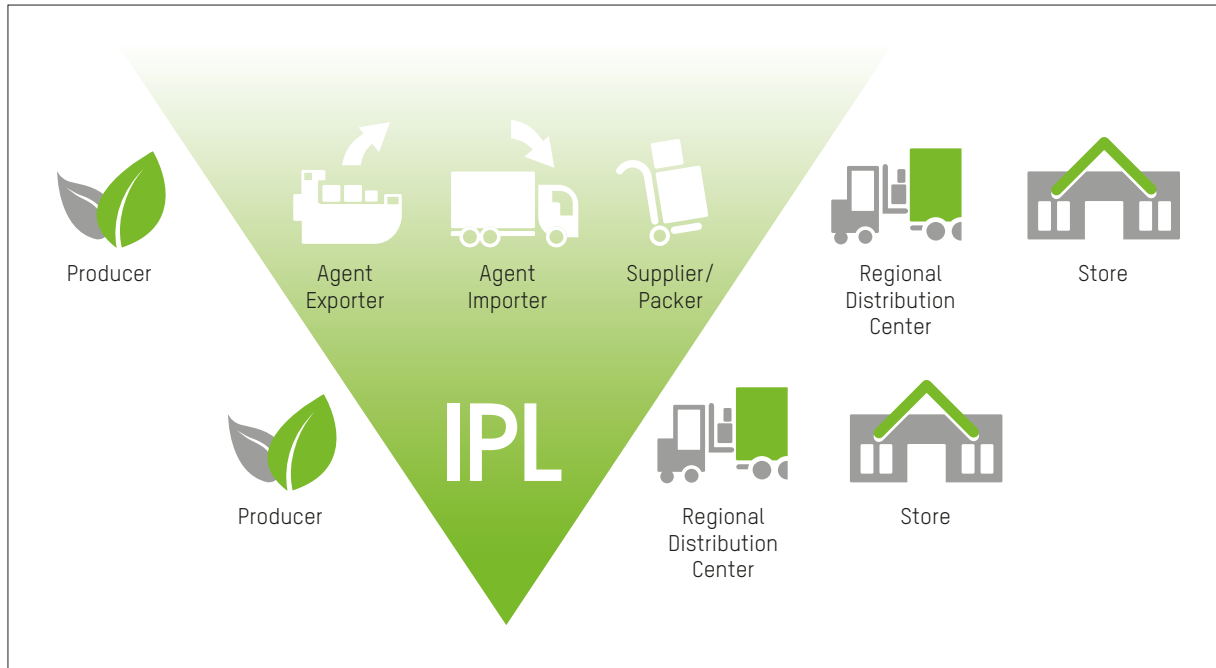 Producer
Agent
Exporter
Agent
Importer
Supplier/
Packer
Regional
Distribution
Center
Store
IPL
Producer
Regional
Distribution
Center
Store